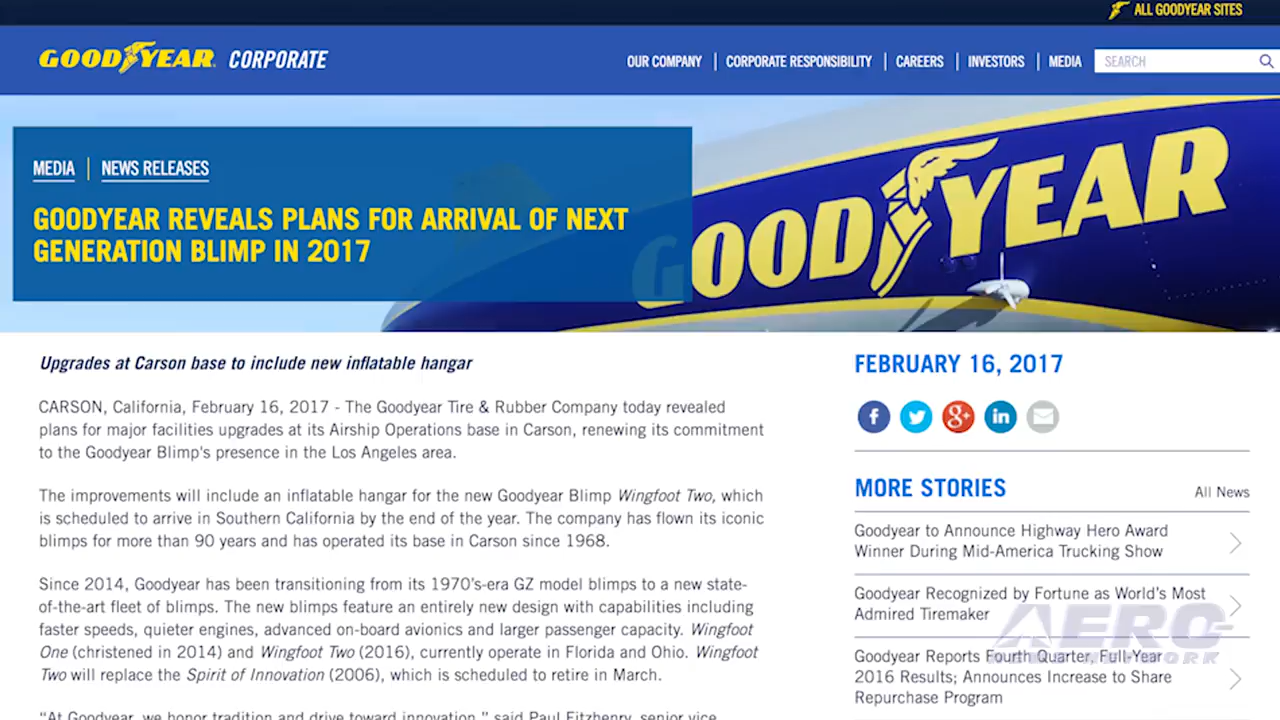 ALL GOODYEAR SITES
GOODYEAR CORPORATE
OUR COMPANY | CORPORATE RESPONSIBILITY | CAREERS | INVESTORS | MEDIA
SEARCH
MEDIA | NEWS RELEASES
GOODYEAR REVEALS PLANS FOR ARRIVAL OF NEXT
GENERATION BLIMP IN 2017
GOODYEAR
Upgrades at Carson base to include new inflatable hangar
CARSON, California, February 16, 2017 - The Goodyear Tire & Rubber Company today revealed
plans for major facilities upgrades at its Airship Operations base in Carson, renewing its commitment
to the Goodyear Blimp's presence in the Los Angeles area.
The improvements will include an inflatable hangar for the new Goodyear Blimp Wingfoot Two, which
is scheduled to arrive in Southern California by the end of the year. The company has flown its iconic
blimps for more than 90 years and has operated its base in Carson since 1968.
Since 2014, Goodyear has been transitioning from its 1970's-era GZ model blimps to a new state-
of-the-art fleet of blimps. The new blimps feature an entirely new design with capabilities including
faster speeds, quieter engines, advanced on-board avionics and larger passenger capacity. Wingfoot
One (christened in 2014) and Wingfoot Two (2016), currently operate in Florida and Ohio. Wingfoot
Two will replace the Spirit of Innovation (2006), which is scheduled to retire in March.
"At Goodyear, we honor tradition and drive toward innovation," said Paul Fitzhenry, senior vice
FEBRUARY 16, 2017
f
g+
in
MORE STORIES
All News
Goodyear to Announce Highway Hero Award
Winner During Mid-America Trucking Show
Goodyear Recognized by Fortune as World's Most
Admired Tiremaker
Goodyear Reports Fourth Quarter, Full-Year
2016 Results; Announces Increase to Share
Repurchase Program
AERO
NEWS NETWORK